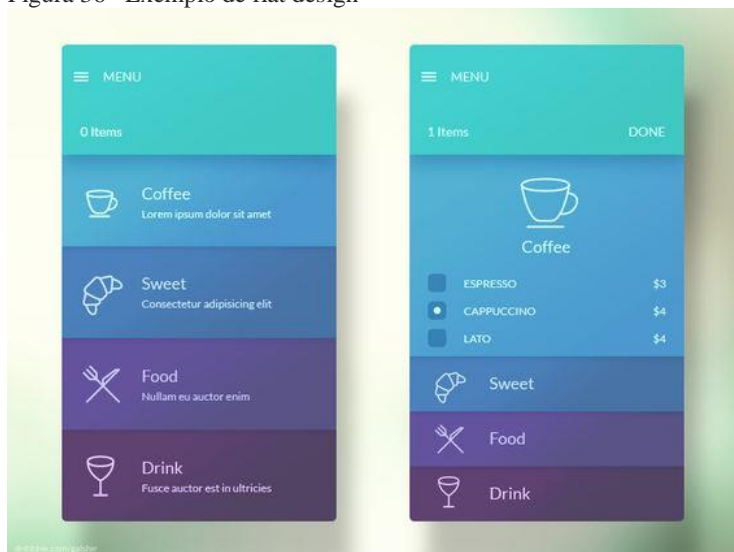 Figura 38 - Exemplo de flat design
MENU
0 Items
Coffee
Lorem ipsum dolor sit amet
Sweet
Consectetur adipisicing elit
Food
Nullam eu auctor enim
Drink
Fusce auctor est in ultricies
MENU
1 Items DONE
Coffee
ESPRESSO $3
CAPPUCCINO $4
LATO $4
Sweet
Food
Drink